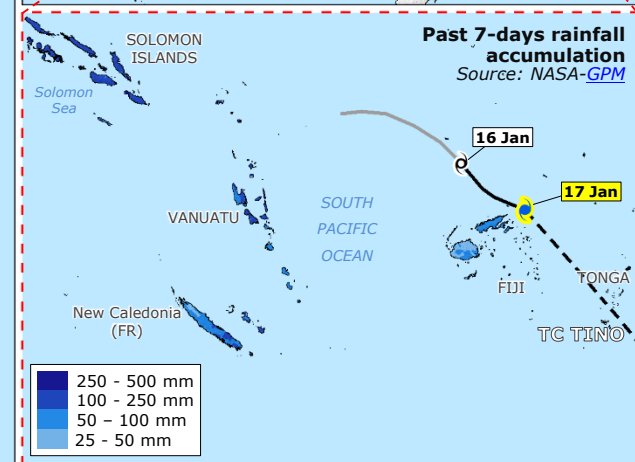 Past 7-days rainfall
accumulation
Source: NASA-GPM
SOLOMON
ISLANDS
Solomon
Sea
16 Jan
17 Jan
VANUATU
SOUTH
PACIFIC
OCEAN
FIJI
TONGA
New Caledonia
(FR)
TC TINO
250 - 500 mm
100 - 250 mm
50 – 100 mm
25 - 50 mm